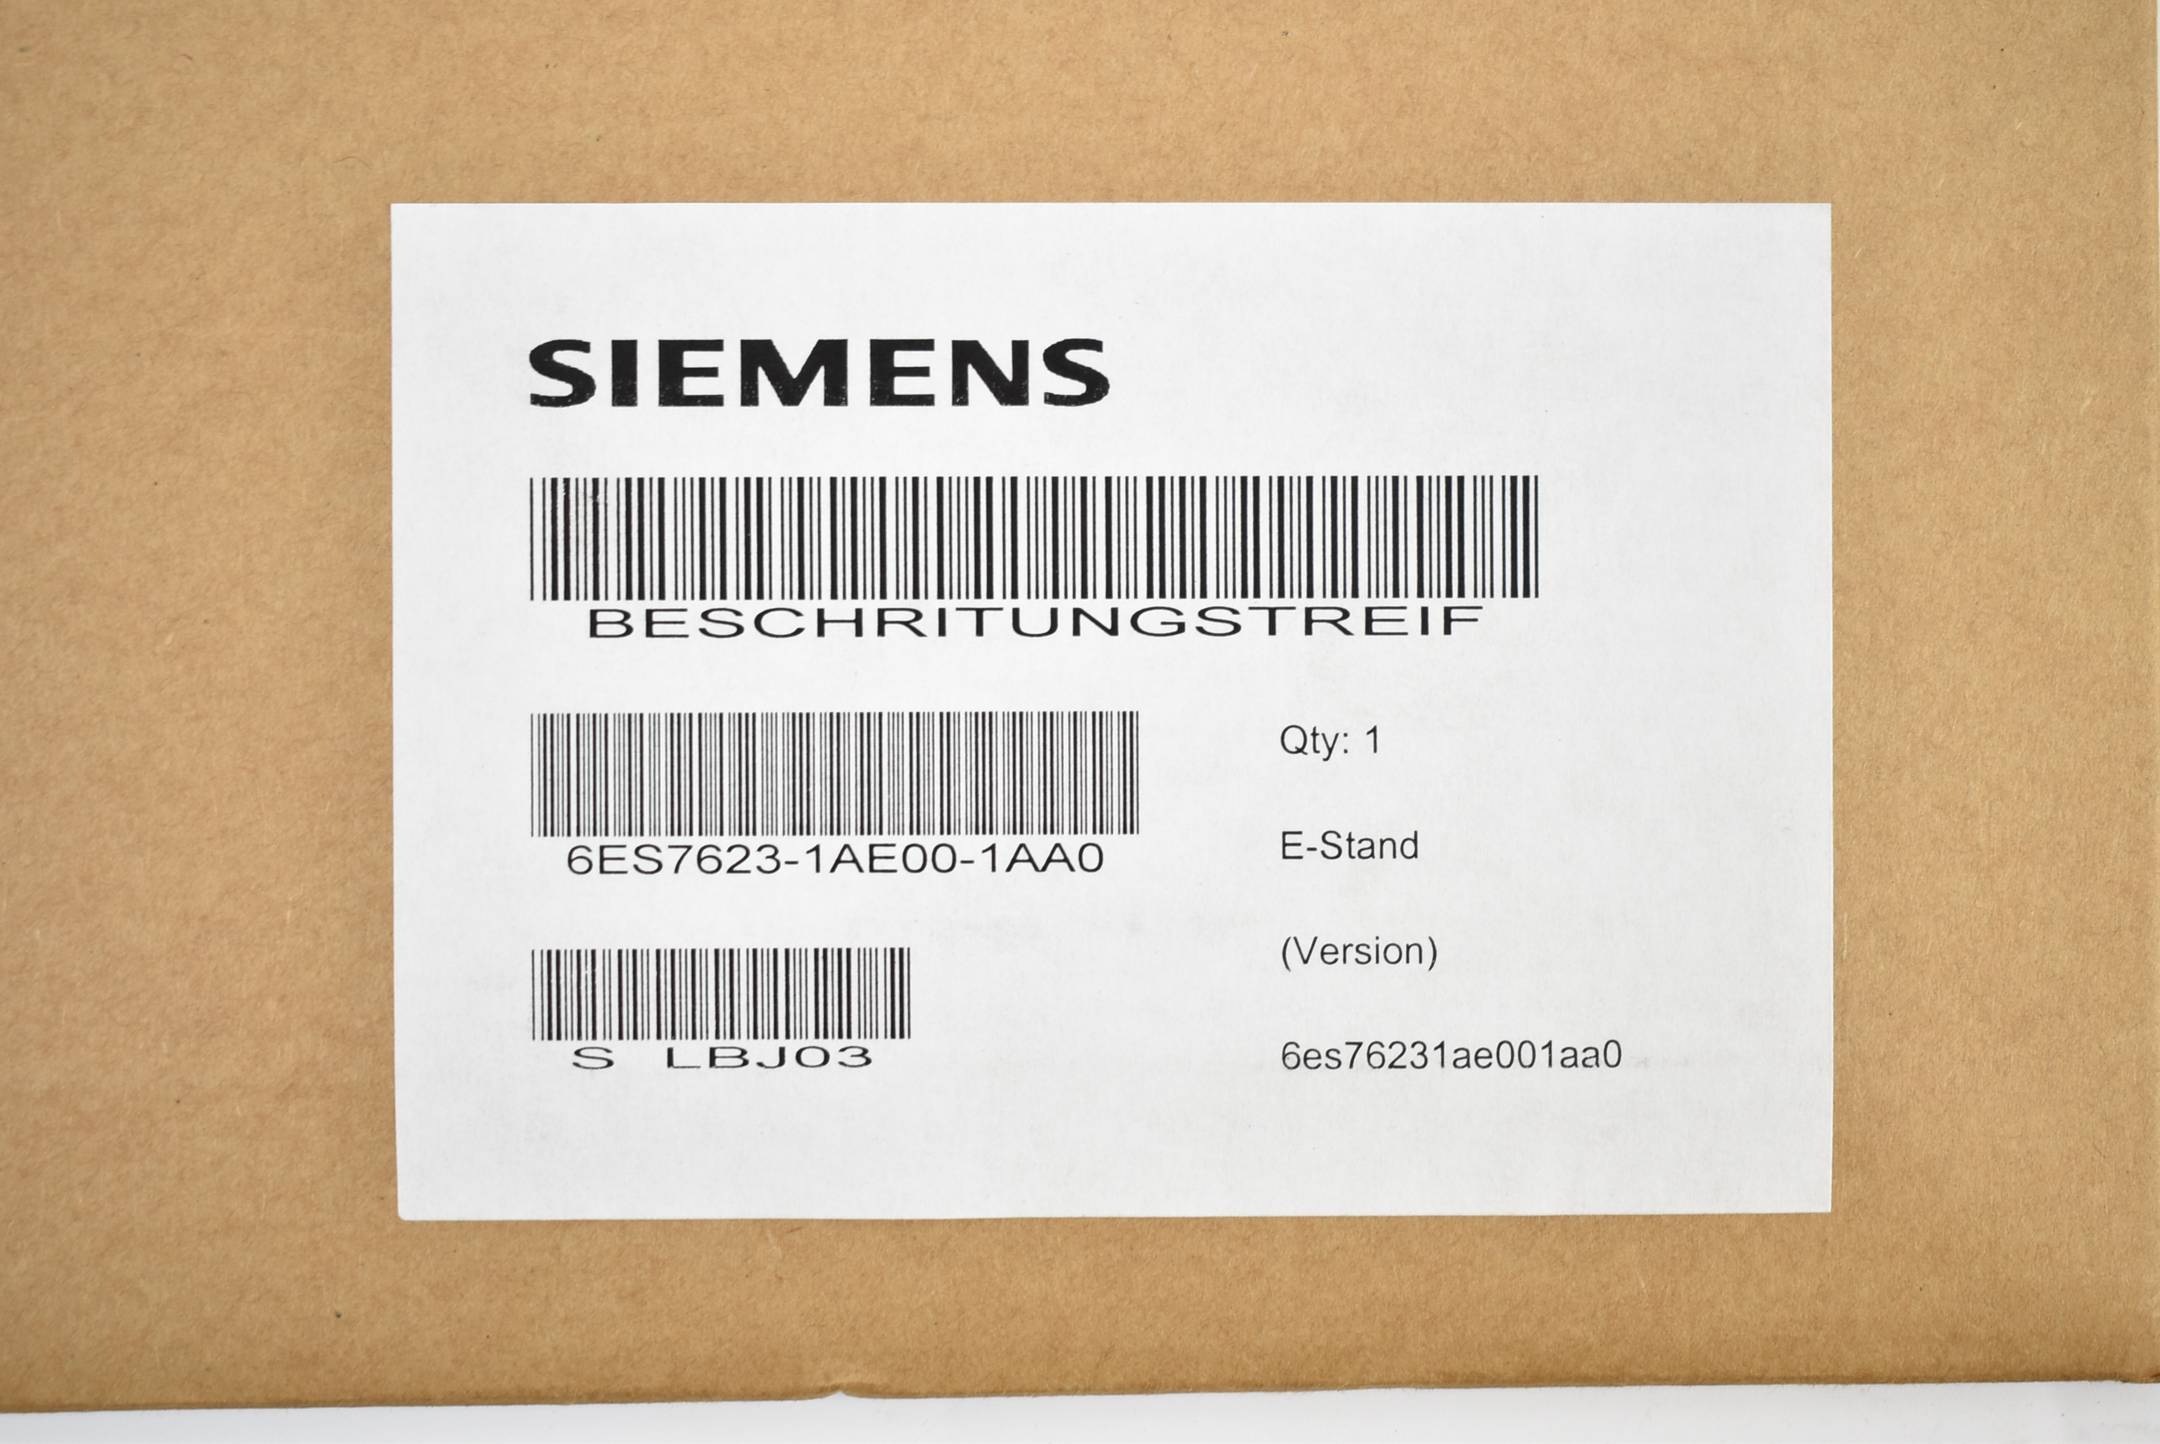 SIEMENS
BESCHRITUNGSTREIF
6ES7623-1AE00-1AA0
Qty: 1
E-Stand
(Version)
S LBJ03
6es76231ae001aa0